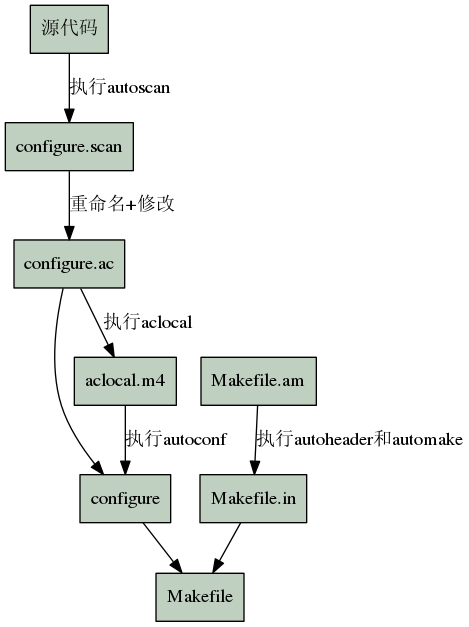 源代码
执行autoscan
configure.scan
重命名+修改
configure.ac
执行aclocal
aclocal.m4
Makefile.am
执行autoconf
执行autoheader和automake
configure
Makefile.in
Makefile